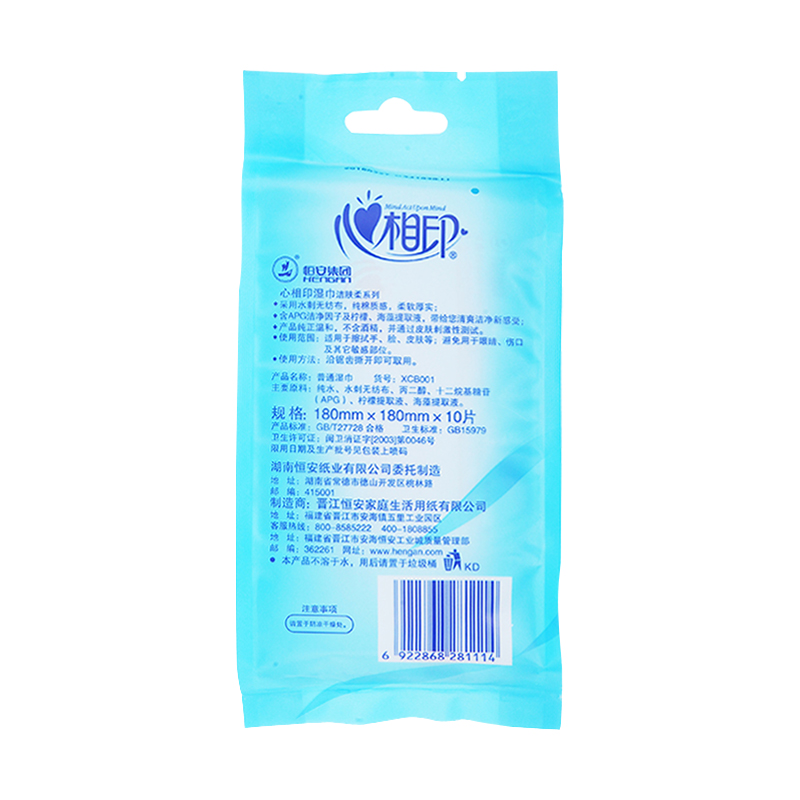 Mind Act Upon Mind
心相印®
恒安集团
HENGAN
心相印湿巾洁肤柔系列
• 采用水刺无纺布，纯棉质感，柔软厚实；
• 含APG洁净因子及柠檬、海藻提取液，带给您清爽洁净新感受；
• 产品纯正温和，不含酒精，并通过皮肤刺激性测试。
• 使用范围：适用于擦拭手、脸、皮肤等；避免用于眼睛、伤口
及其它敏感部位。
• 使用方法：沿锯齿撕开即可取用。
产品名称：普通湿巾 货号：XCB001
主要原料：纯水、水刺无纺布、丙二醇、十二烷基糖苷
（APG）、柠檬提取液、海藻提取液。
规格：180mm×180mm×10片
产品标准：GB/T27728 合格 卫生标准：GB15979
卫生许可证：闽卫消证字[2003]第0046号
限用日期及生产批号见包装上喷码
湖南恒安纸业有限公司委托制造
地 址：湖南省常德市德山开发区桃林路
邮 编：415001
制造商：晋江恒安家庭生活用纸有限公司
地 址：福建省晋江市安海镇五里工业园区
客服热线：800-8585222 400-1808855
地 址：福建省晋江市安海恒安工业城质量管理部
邮 编：362261 网址：www.hengan.com
• 本产品不溶于水，用后请置于垃圾桶 KD
注意事项
请置于阴凉干燥处。
6 922868 281114